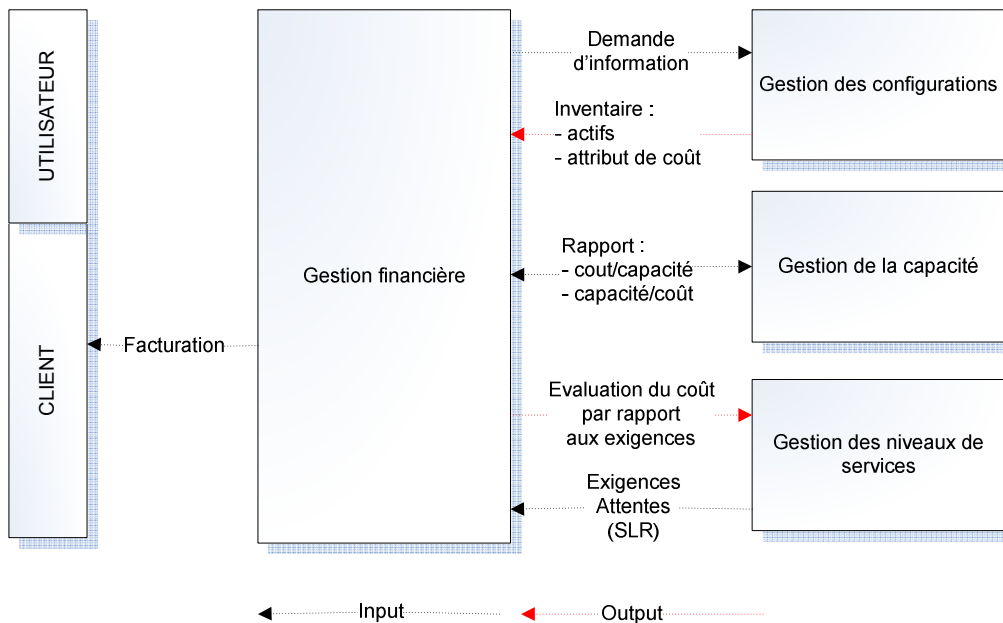 UTILISATEUR
CLIENT
Facturation
Gestion financière
Demande
d'information
Inventaire :
- actifs
- attribut de coût
Rapport :
- cout/capacité
- capacité/coût
Evaluation du coût
par rapport
aux exigences
Exigences
Attentes
(SLR)
Gestion des configurations
Gestion de la capacité
Gestion des niveaux de
services
Input
Output